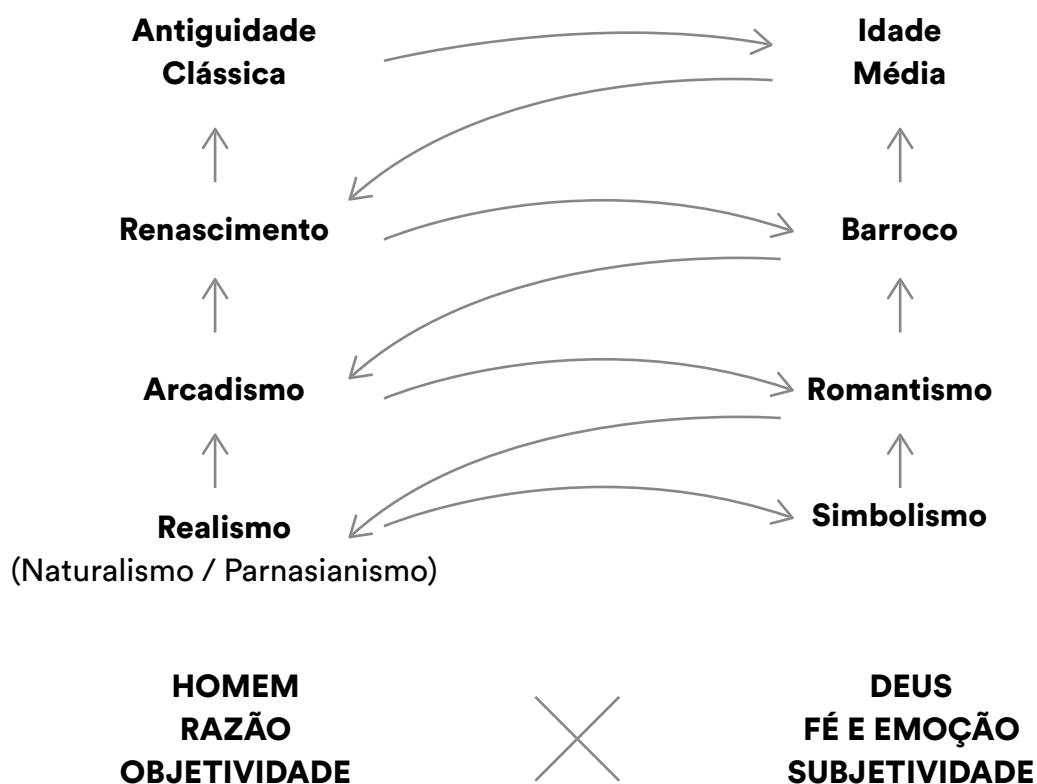 Antiguidade
Clássica
Idade
Média
Renascimento
Barroco
Arcadismo
Romantismo
Realismo
(Naturalismo / Parnasianismo)
Simbolismo
HOMEM
RAZÃO
OBJETIVIDADE
DEUS
FÉ E EMOÇÃO
SUBJETIVIDADE